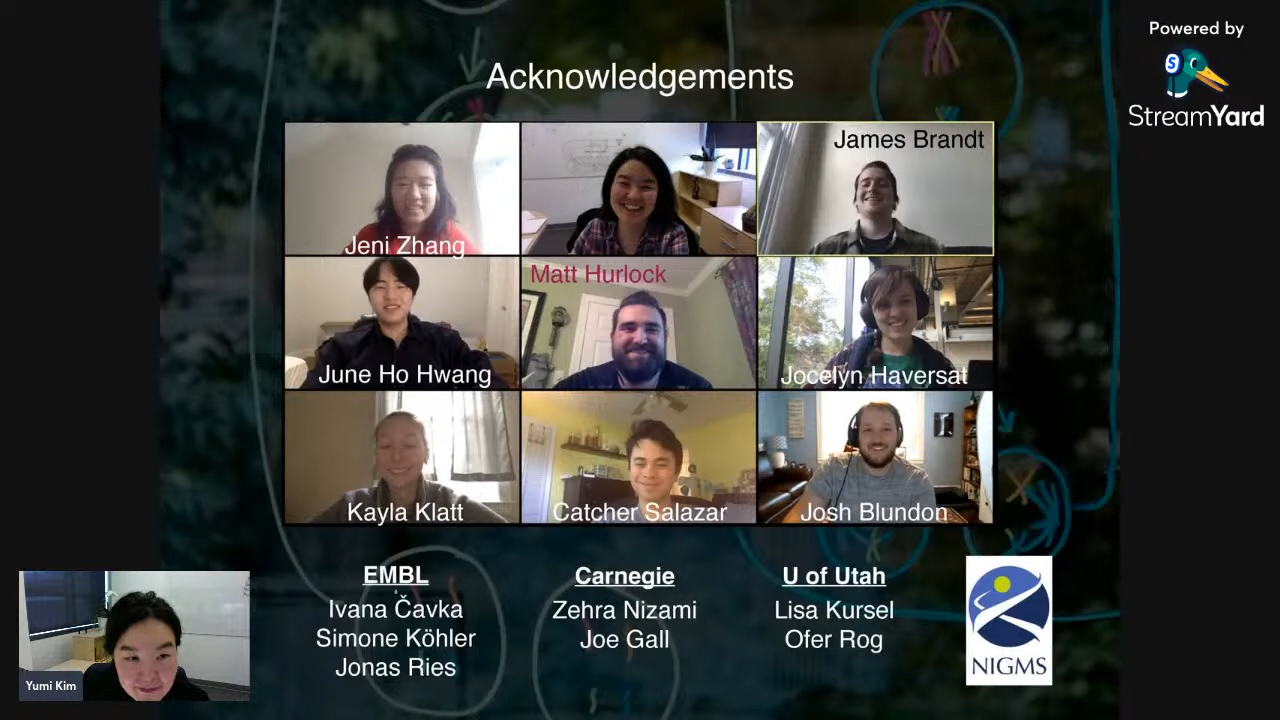 Powered by
S
StreamYard
Acknowledgements
Jeni Zhang
James Brandt
June Ho Hwang
Matt Hurlock
Jocelyn Haversat
Kayla Klatt
Catcher Salazar
Josh Blundon
EMBL
Ivana Čavka
Simone Köhler
Jonas Ries
Carnegie
Zehra Nizami
Joe Gall
U of Utah
Lisa Kursel
Ofer Rog
NIGMS
Yumi Kim